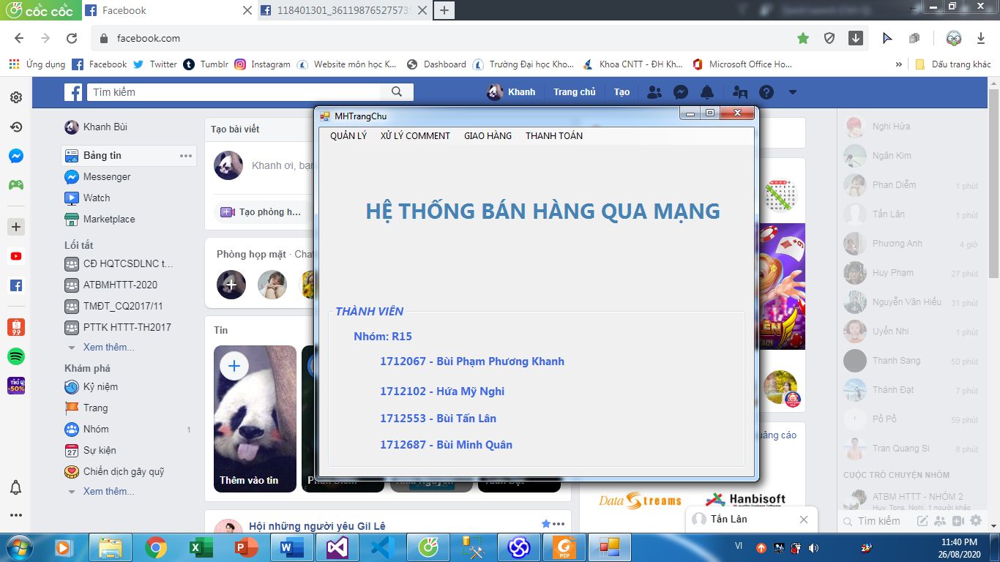 cốc cốc
Facebook
118401301_36119876527573
facebook.com
Ứng dụng
Facebook
Twitter
Tumblr
Instagram
Website môn học K...
Dashboard
Trường Đại học Kho...
Khoa CNTT - ĐH Kh...
Microsoft Office Ho...
»
Dấu trang khác
Tìm kiếm
Khanh
Trang chủ
Tạo
Khanh Bùi
Bảng tin
Messenger
Watch
Marketplace
Lối tắt
CĐ HQTCSDLNC t...
ATBMHTTT-2020
TMĐT_CQ2017/11
PTTK HTTT-TH2017
Xem thêm...
Khám phá
Kỷ niệm
Trang
Nhóm
1
Sự kiện
27
Chiến dịch gây quỹ
Xem thêm...
9.9
TIKI
-50%
Tạo bài viết
Khanh ơi, bạn
Tạo phòng h...
Phòng họp mặt · Chat
Tin
Thêm vào tin
Hội những người yêu Gil Lê
MHTrangChu
QUẢN LÝ
XỬ LÝ COMMENT
GIAO HÀNG
THANH TOÁN
HỆ THỐNG BÁN HÀNG QUA MẠNG
THÀNH VIÊN
Nhóm: R15
1712067 - Bùi Phạm Phương Khanh
1712102 - Hứa Mỹ Nghi
1712553 - Bùi Tấn Lân
1712687 - Bùi Minh Quân
uảng cáo
Data Streams
Hanbisoft
Tấn Lân
Nghi Hứa
Ngân Kim
Phan Diễm
1 phút
Tấn Lân
1 phút
Phương Anh
4 giờ
Huy Phạm
27 phút
Nguyễn Văn Hiếu
31 phút
Uyển Nhi
1 phút
Thanh Sang
50 phút
Thành Đạt
7 phút
Pồ Pồ
59 phút
Tran Quang Si
8 phút
CUỘC TRÒ CHUYỆN NHÓM
ATBM HTTT - NHÓM 2
Huy, Tong, Nghi, 1 người khác
Tìm kiếm
VI
11:40 PM
26/08/2020